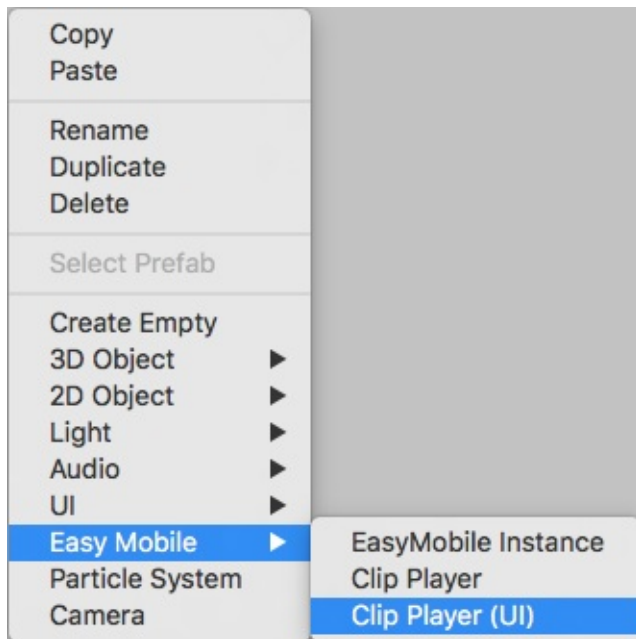 Copy
Paste
Rename
Duplicate
Delete
Select Prefab
Create Empty
3D Object
2D Object
Light
Audio
UI
Easy Mobile
Particle System
Camera
EasyMobile Instance
Clip Player
Clip Player (UI)